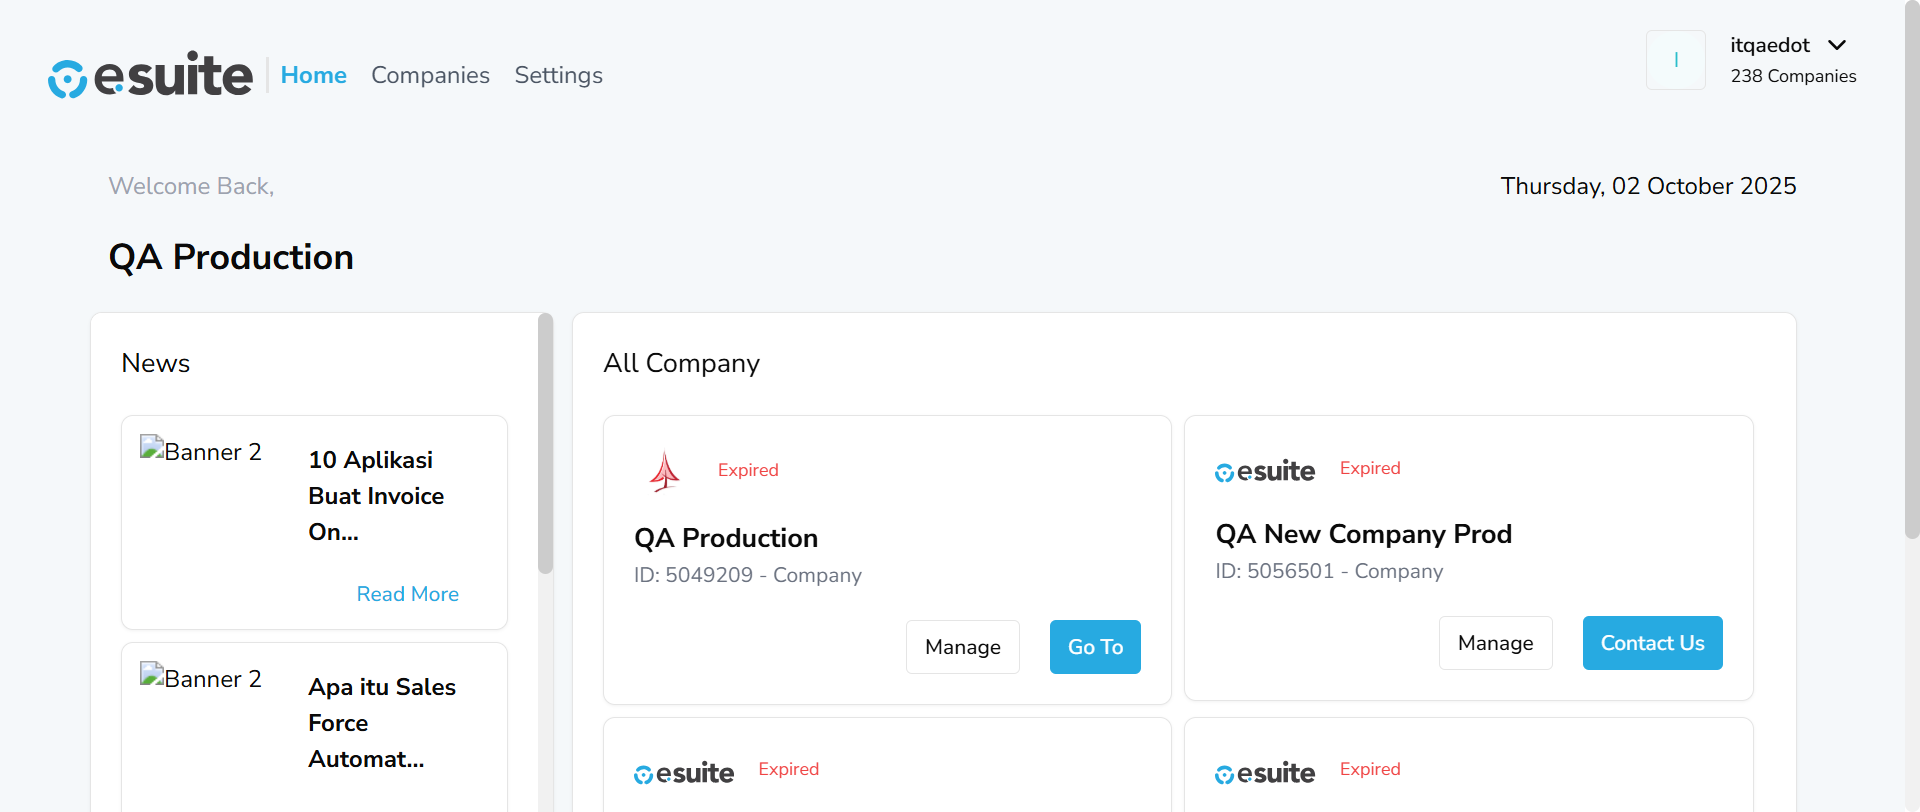 esuite
Home Companies Settings
I
itqaedot
238 Companies
Welcome Back,
Thursday, 02 October 2025
QA Production
News
Banner 2
10 Aplikasi
Buat Invoice
On...
Read More
Banner 2
Apa itu Sales
Force
Automat...
All Company
Expired
QA Production
ID: 5049209 - Company
Manage
Go To
esuite
Expired
QA New Company Prod
ID: 5056501 - Company
Manage
Contact Us
esuite
Expired
esuite
Expired